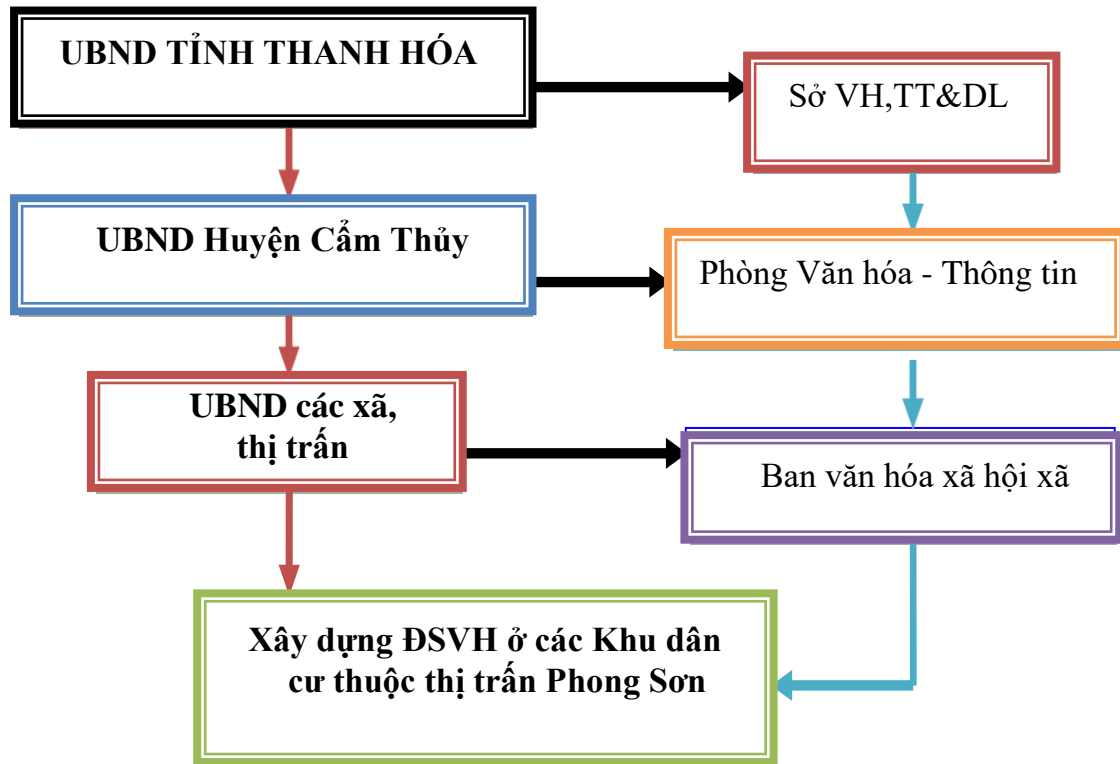 UBND TỈNH THANH HÓA
Sở VH,TT&DL
UBND Huyện Cẩm Thủy
Phòng Văn hóa - Thông tin
UBND các xã,
thị trấn
Ban văn hóa xã hội xã
Xây dựng ĐSVH ở các Khu dân
cư thuộc thị trấn Phong Sơn